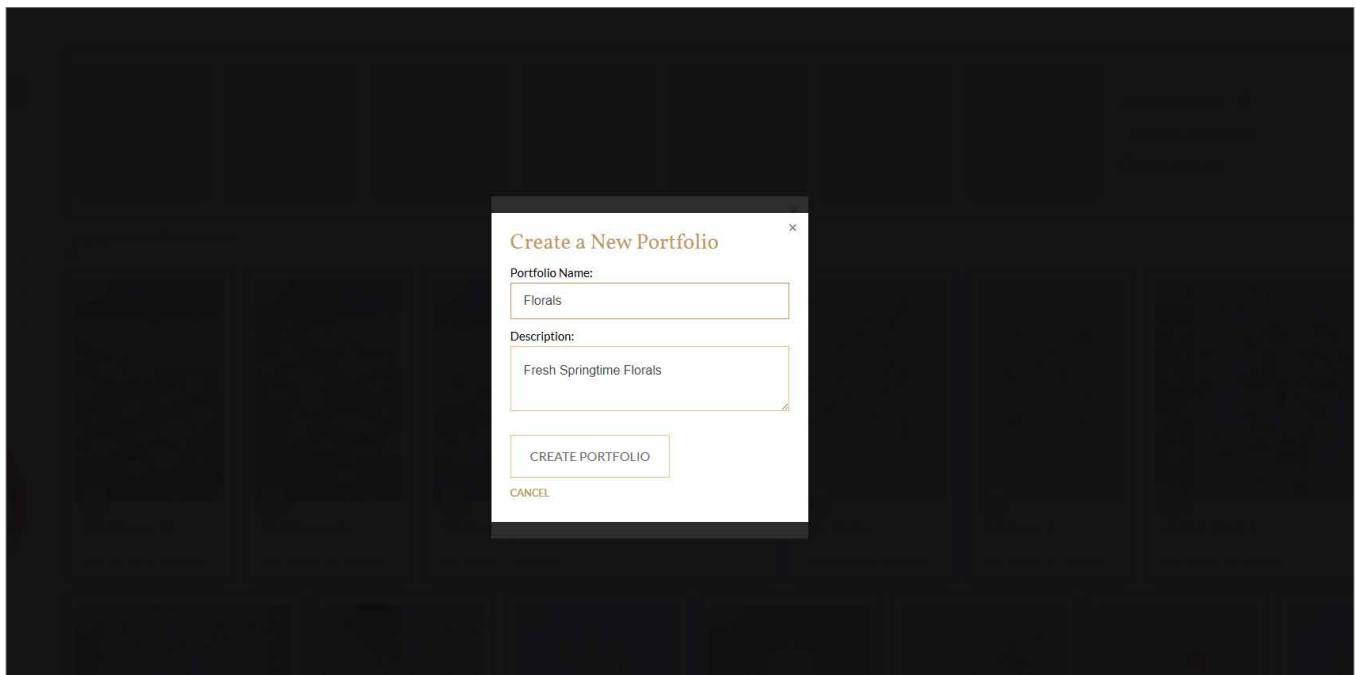 ×
Create a New Portfolio
Portfolio Name:
Florals
Description:
Fresh Springtime Florals
CREATE PORTFOLIO
CANCEL